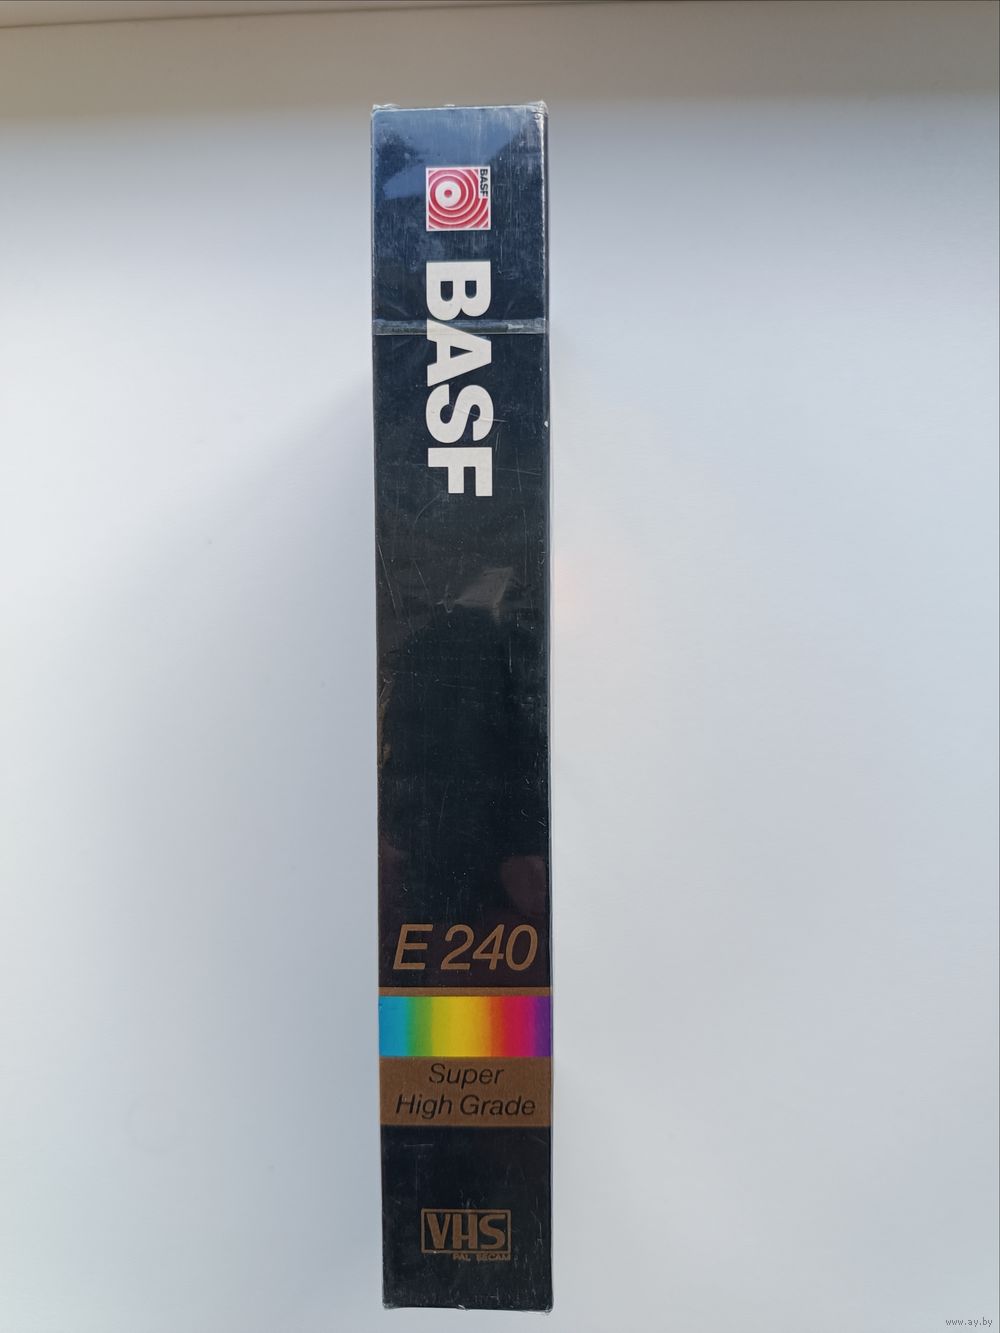 BASF
BASF
E 240
Super
High Grade
VHS
PAL SECAM
www.ay.by